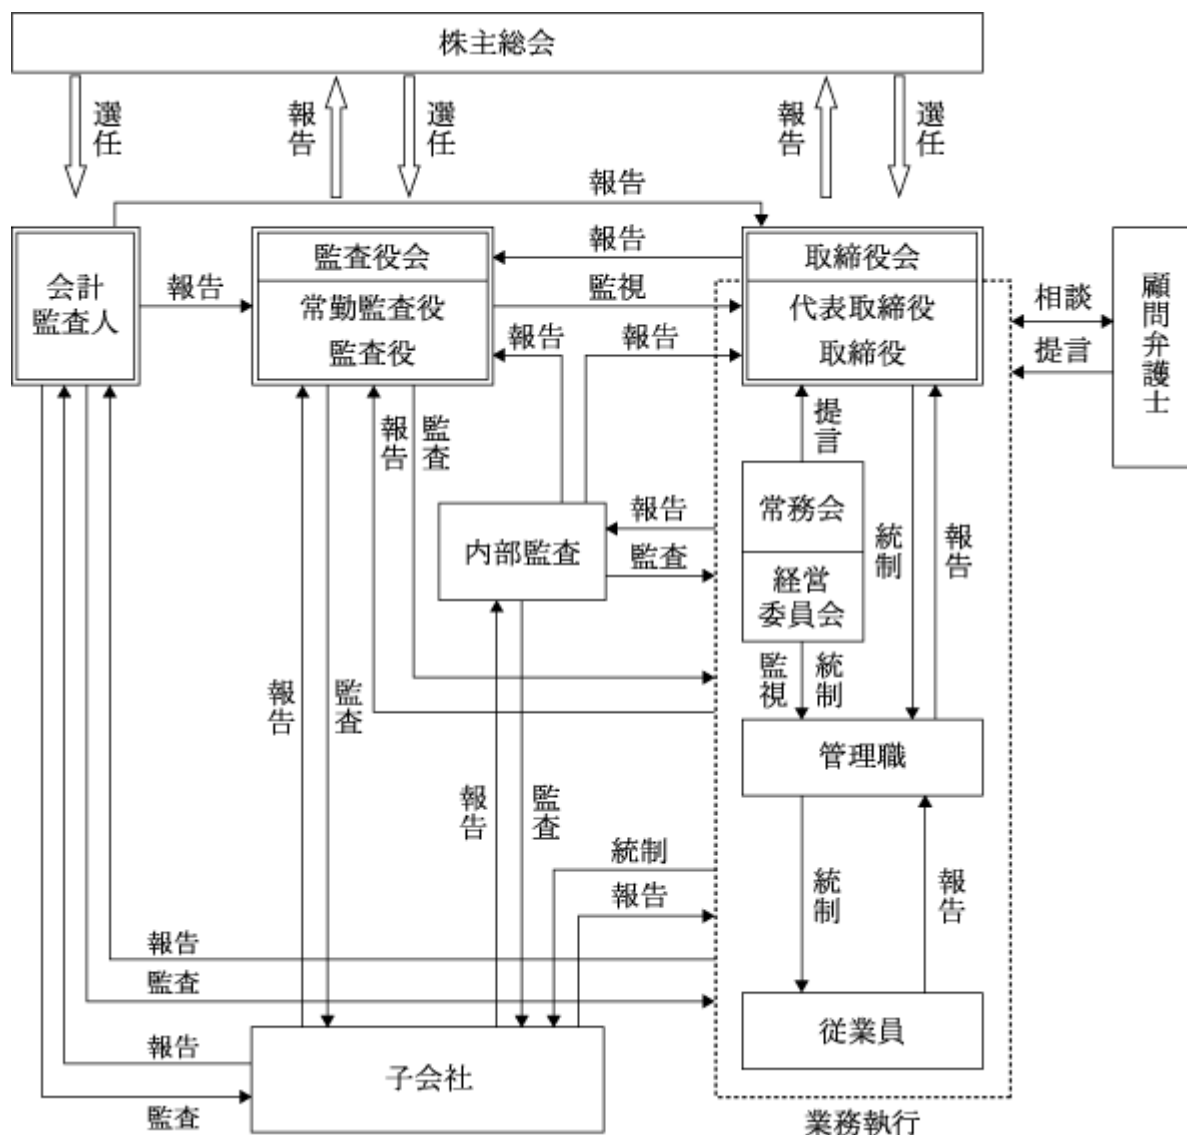 株主総会
選任
報告
選任
報告
選任
報告
会計
監査人
報告
監査役会
常勤監査役
監査役
報告
監視
報告
報告
取締役会
代表取締役
取締役
相談
提言
顧問弁護士
報告
監査
提言
内部監査
報告
監査
常務会
経営
委員会
統制
報告
監視
統制
報告
監査
管理職
報告
監査
統制
報告
統制
報告
報告
監査
従業員
報告
監査
子会社
業務執行